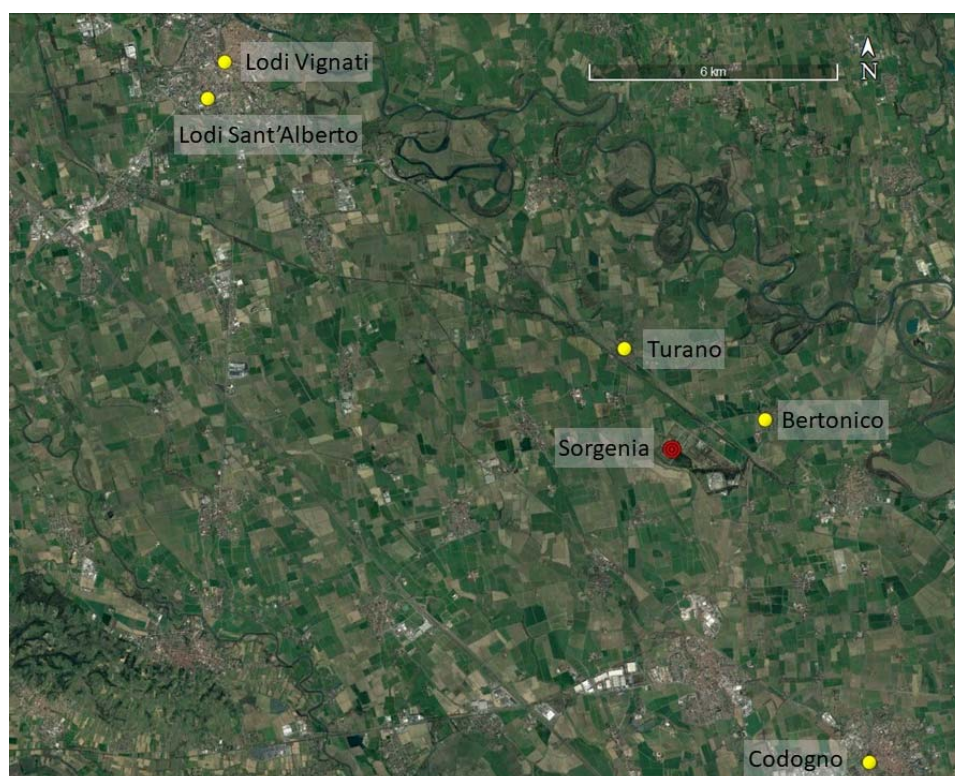 Lodi Vignati
6 km
N
Lodi Sant'Alberto
Turano
Bertonico
Sorgenia
Codogno